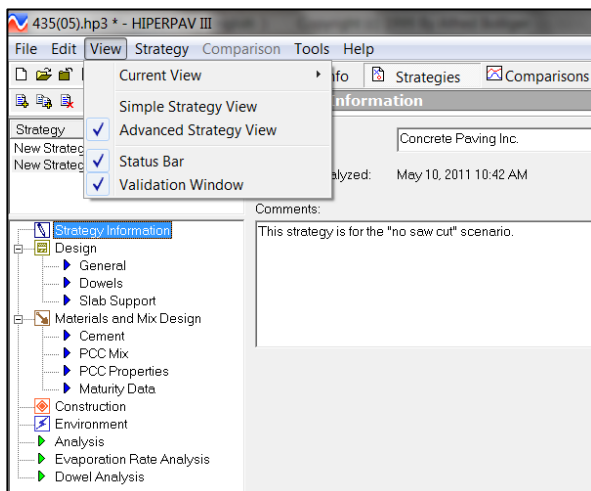 435(05).hp3 * - HIPERPAV III
File Edit View Strategy Comparison Tools Help
Current View
fo Strategies Comparisons
Simple Strategy View
formation
Strategy
Advanced Strategy View
Concrete Paving Inc.
New Strateg
New Strateg
Status Bar
Validation Window
lyzed: May 10, 2011 10:42 AM
Comments:
Strategy Information
This strategy is for the "no saw cut" scenario.
Design
General
Dowels
Slab Support
Materials and Mix Design
Cement
PCC Mix
PCC Properties
Maturity Data
Construction
Environment
Analysis
Evaporation Rate Analysis
Dowel Analysis